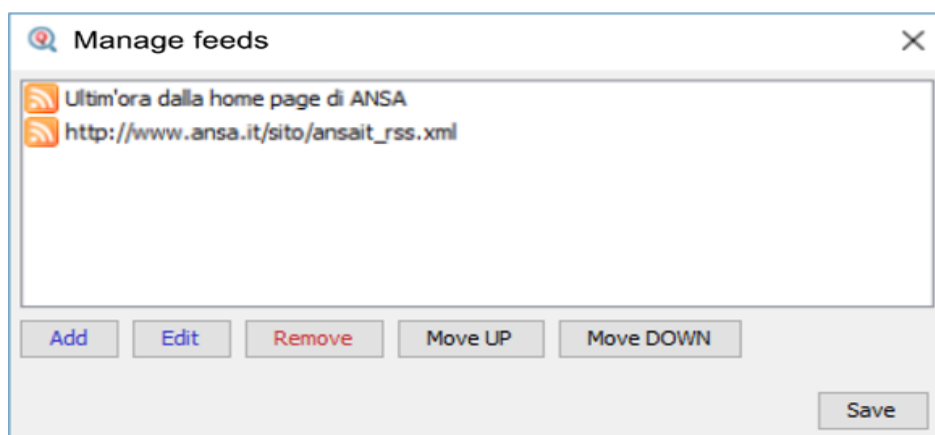 Manage feeds
Ultim'ora dalla home page di ANSA
http://www.ansa.it/sito/ansait_rss.xml
Add Edit Remove Move UP Move DOWN
Save